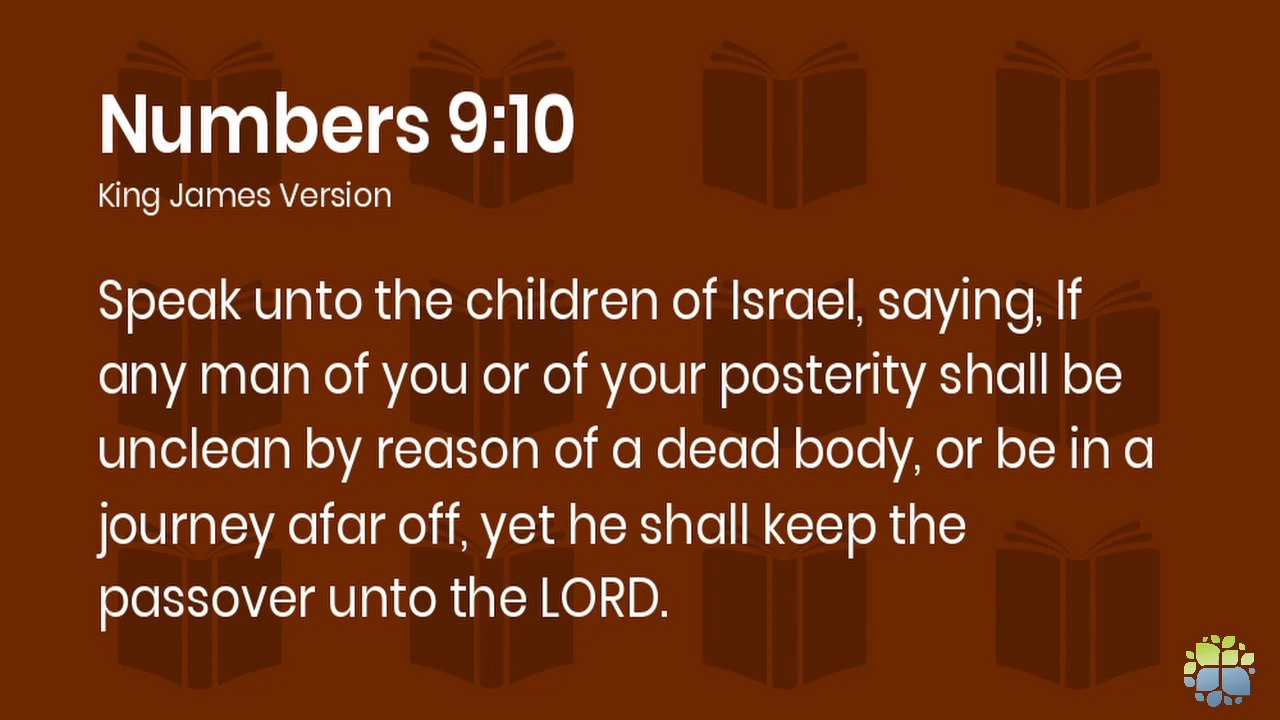 Numbers 9:10
King James Version
Speak unto the children of Israel, saying, If
any man of you or of your posterity shall be
unclean by reason of a dead body, or be in a
journey afar off, yet he shall keep the
passover unto the LORD.